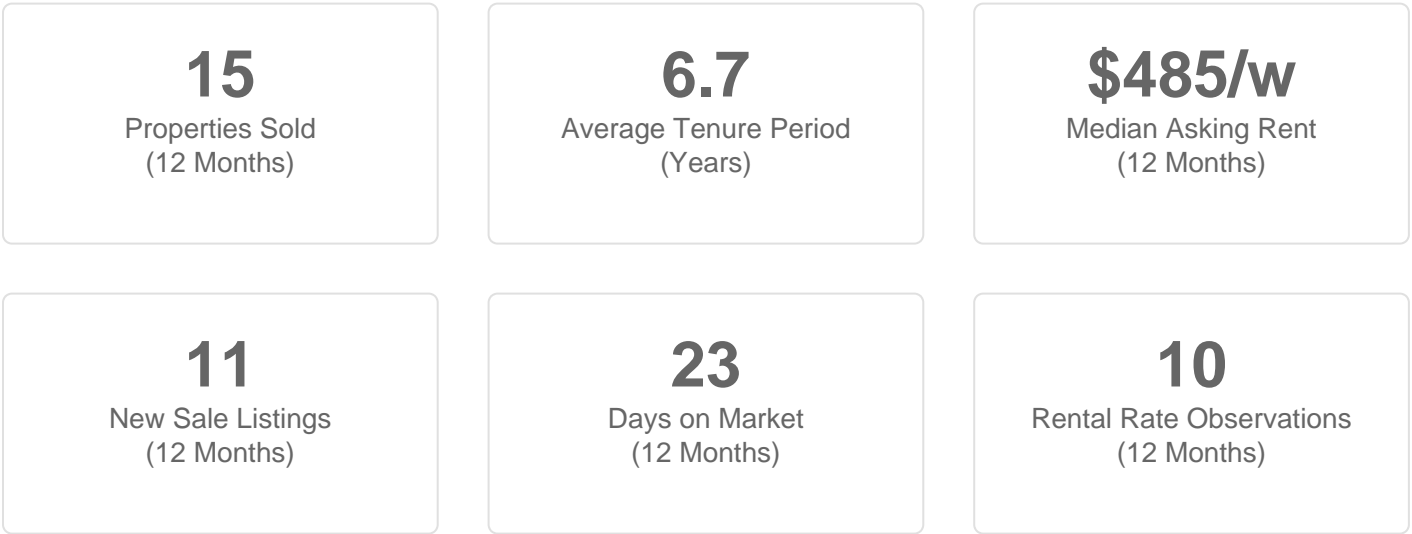 15
Properties Sold
(12 Months)
6.7
Average Tenure Period
(Years)
$485/w
Median Asking Rent
(12 Months)
11
New Sale Listings
(12 Months)
23
Days on Market
(12 Months)
10
Rental Rate Observations
(12 Months)